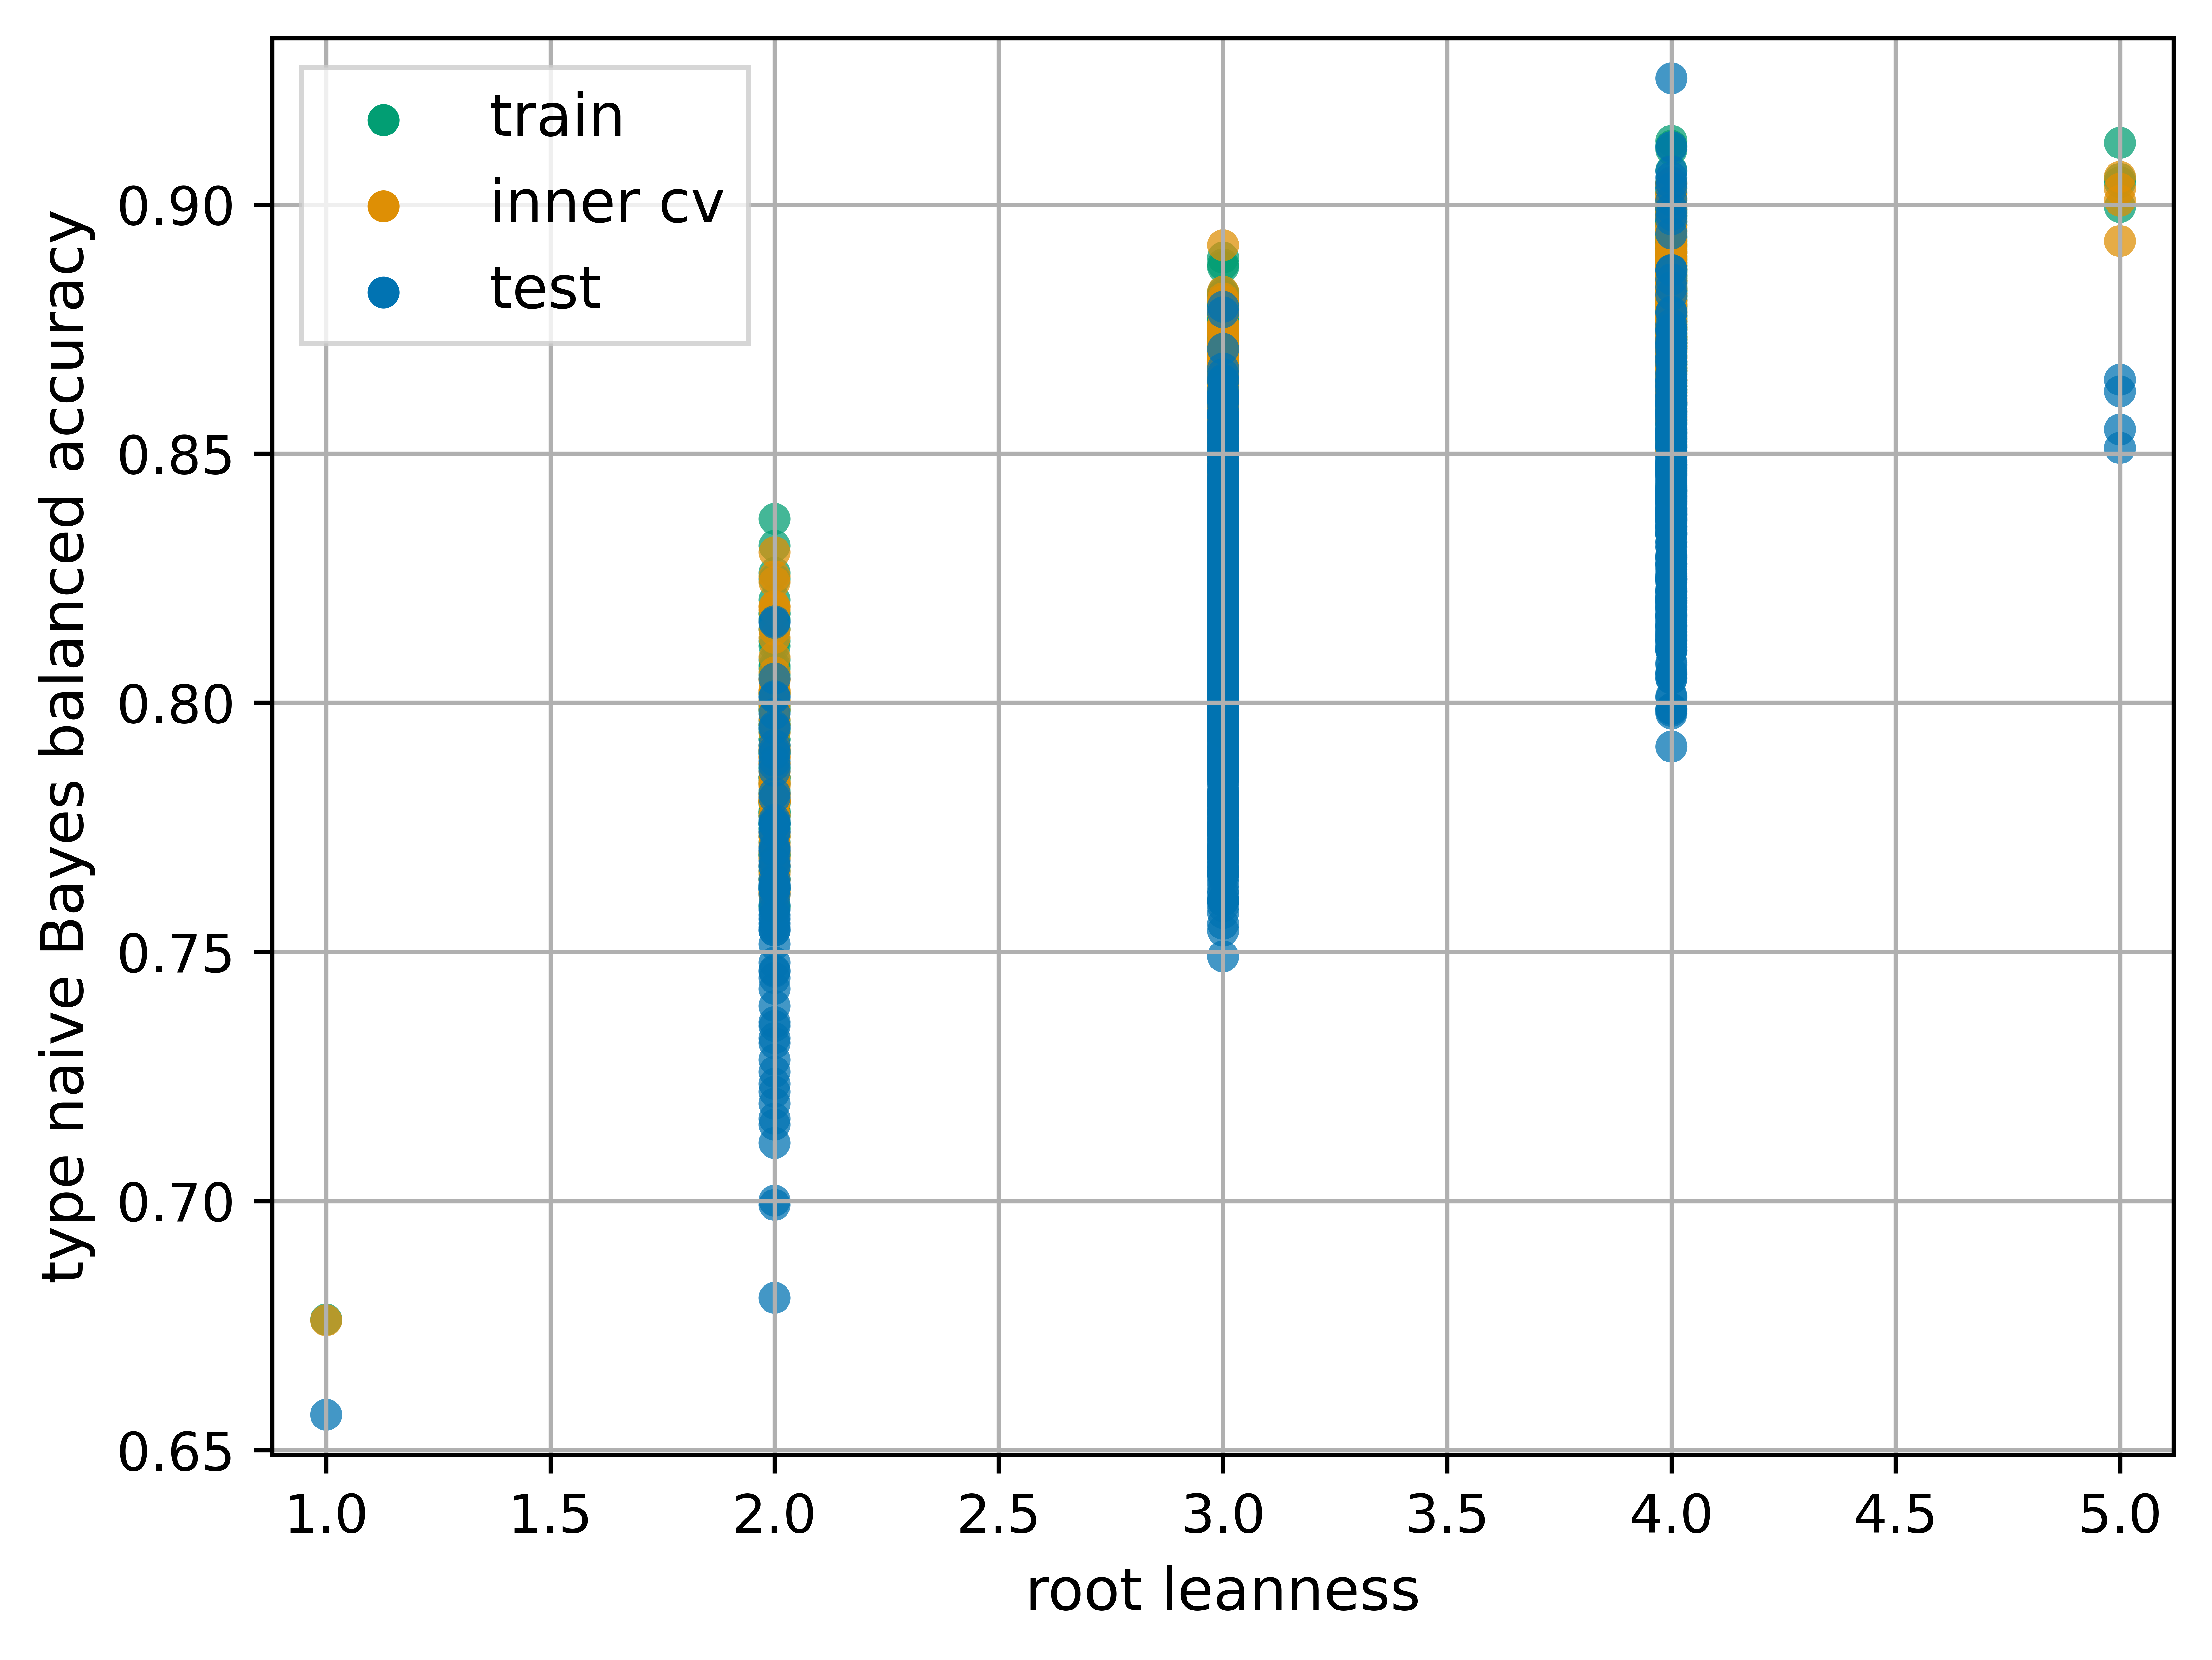 train
inner cv
test
type naive Bayes balanced accuracy
0.90
0.85
0.80
0.75
0.70
0.65
1.0 1.5 2.0 2.5 3.0 3.5 4.0 4.5 5.0
root leanness